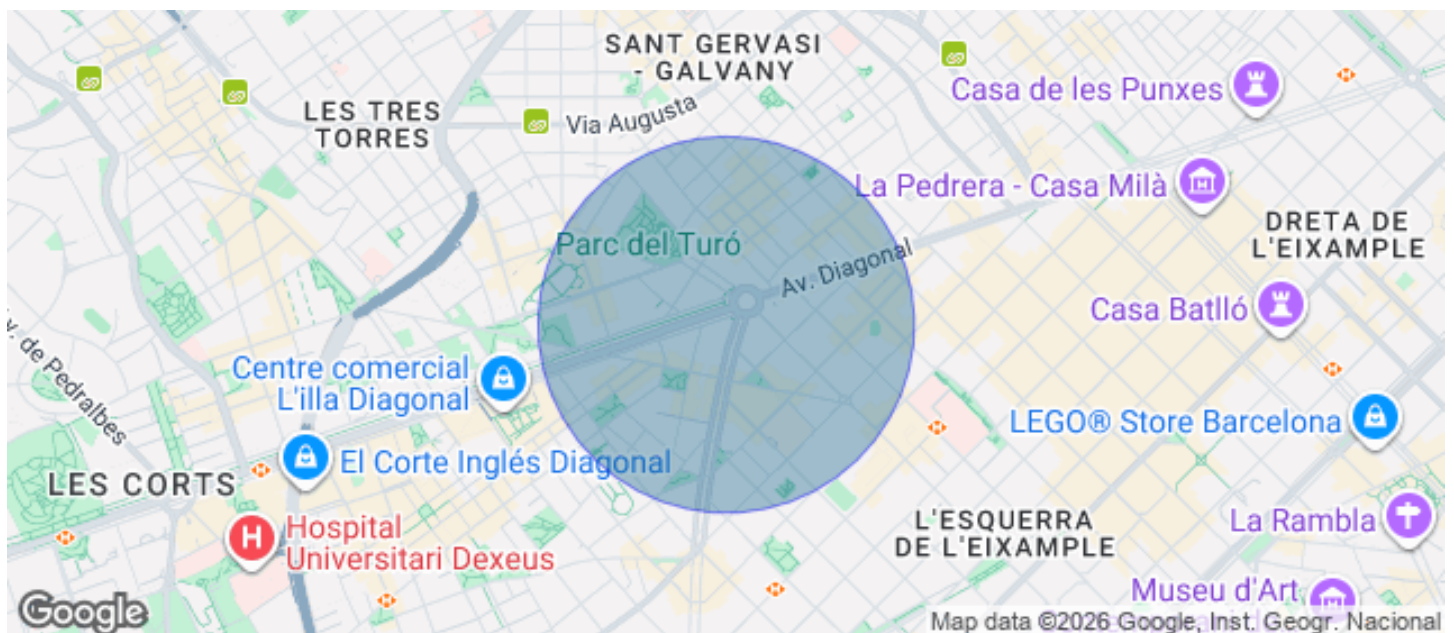 SANT GERVASI
- GALVANY
LES TRES
TORRES
Via Augusta
Casa de les Punxes
La Pedrera - Casa Milà
DRETA DE
L'EIXAMPLE
Parc del Turó
Av. Diagonal
Casa Batlló
v. de Pedralbes
Centre comercial
L'illa Diagonal
LEGO® Store Barcelona
El Corte Inglés Diagonal
LES CORTS
Hospital
Universitari Dexeus
L'ESQUERRA
DE L'EIXAMPLE
La Rambla
Museu d'Art
Google
Map data ©2026 Google, Inst. Geogr. Nacional